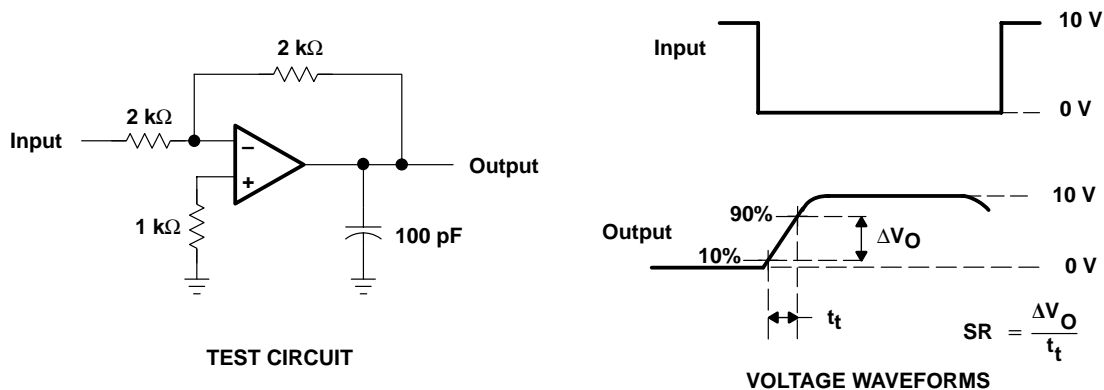 2 kΩ
2 kΩ
Input
−
+
Output
1 kΩ
100 pF
TEST CIRCUIT
10 V
Input
0 V
10 V
90%
ΔVO
Output
10%
0 V
tt
SR = ΔVO
tt
VOLTAGE WAVEFORMS